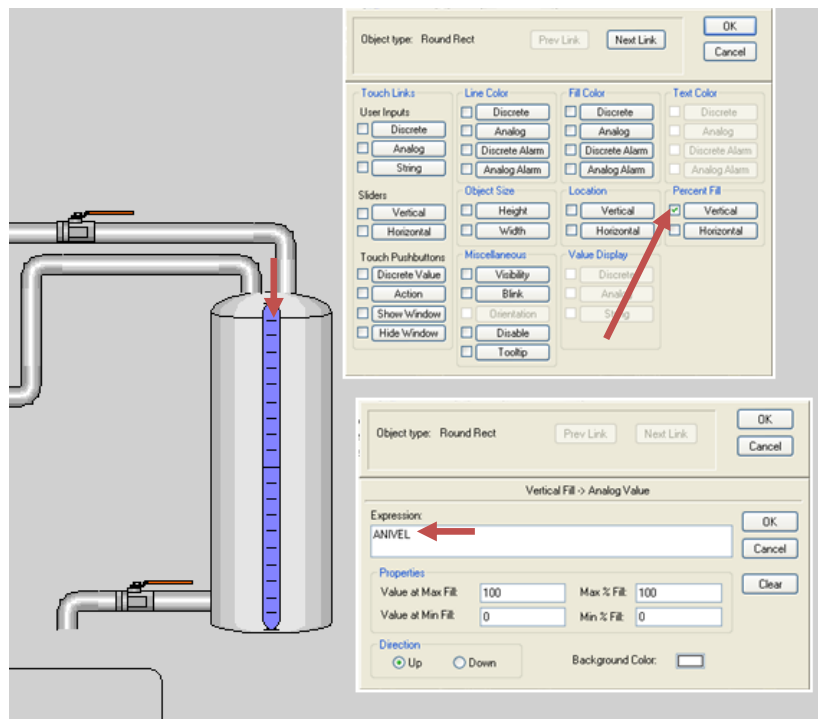 Object type: Round Rect
Prev Link
Next Link
OK
Cancel
Touch Links
User Inputs
Discrete
Analog
String
Sliders
Vertical
Horizontal
Touch Pushbuttons
Discrete Value
Action
Show Window
Hide Window
Line Color
Discrete
Analog
Discrete Alarm
Analog Alarm
Object Size
Height
Width
Miscellaneous
Visibility
Blink
Orientation
Disable
Tooltip
Fill Color
Discrete
Analog
Discrete Alarm
Analog Alarm
Location
Vertical
Horizontal
Value Display
Discrete
Analog
String
Text Color
Discrete
Analog
Discrete Alarm
Analog Alarm
Percent Fill
Vertical
Horizontal
Object type: Round Rect
Prev Link
Next Link
OK
Cancel
Vertical Fill -> Analog Value
Expression:
ANIVEL
OK
Cancel
Clear
Properties
Value at Max Fill: 100
Max % Fill: 100
Value at Min Fill: 0
Min % Fill: 0
Direction
Up
Down
Background Color: